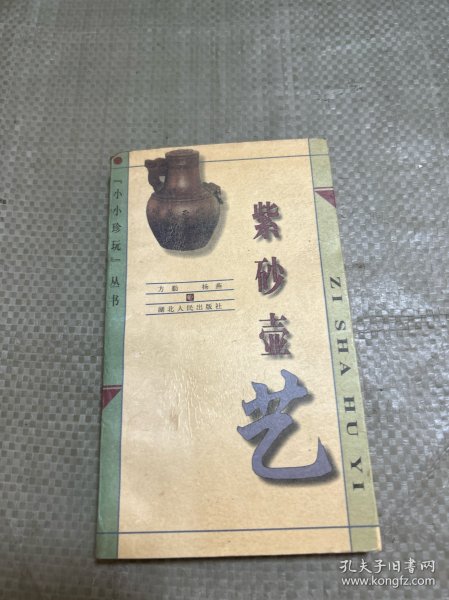 「小小珍玩」丛书
紫砂壶艺
ZI SHA HU YI
方勤 杨燕
湖北人民出版社
孔夫子旧书网
www.kongfz.com